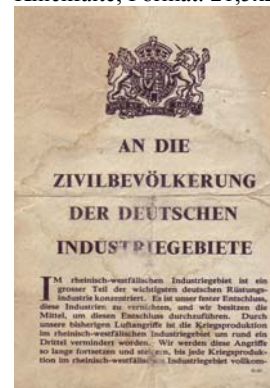 AN DIE
ZIVILBEVÖLKERUNG
DER DEUTSCHEN
INDUSTRIEGEBIETE
IM rheinisch-westfälischen Industriegebiet ist ein
grosser Teil der wichtigsten deutschen Rüstungs-
industrie konzentriert. Es ist unser fester Entschluss,
diese Industrien zu vernichten, und wir besitzen die
Mittel, um diesen Entschluss durchzuführen. Durch
unsere bisherigen Luftangriffe ist die Kriegsproduktion
im rheinisch-westfälischen Industriegebiet um rund ein
Drittel vermindert worden. Wir werden diese Angriffe
so lange fortsetzen und steigern, bis jede Kriegsproduk-
tion im rheinisch-westfälischen Industriegebiet vollkom-